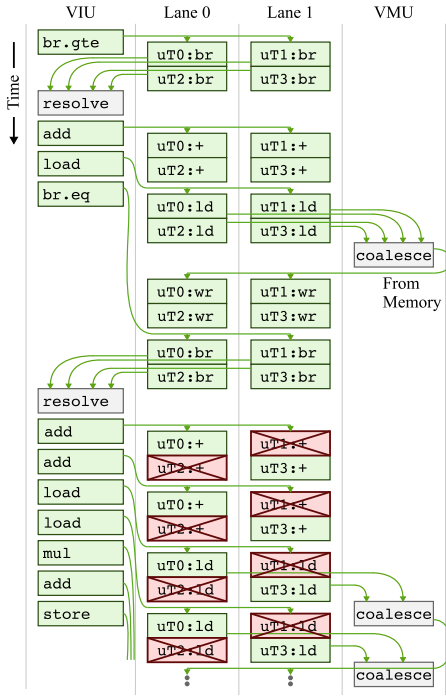 VIU Lane 0 Lane 1 VMU
Time
br.gte
uT0:br uT1:br
uT2:br uT3:br
resolve
add
uT0:+ uT1:+
load
uT2:+ uT3:+
br.eq
uT0:ld uT1:ld
uT2:ld uT3:ld
coalesce
From
Memory
uT0:wr uT1:wr
uT2:wr uT3:wr
uT0:br uT1:br
uT2:br uT3:br
resolve
add
uT0:+ uT1:+
add
uT2:+ uT3:+
load
uT0:+ uT1:+
load
uT2:+ uT3:+
mul
uT0:ld uT1:ld
add
uT2:ld uT3:ld
store
coalesce
uT0:ld uT1:ld
uT2:ld uT3:ld
coalesce